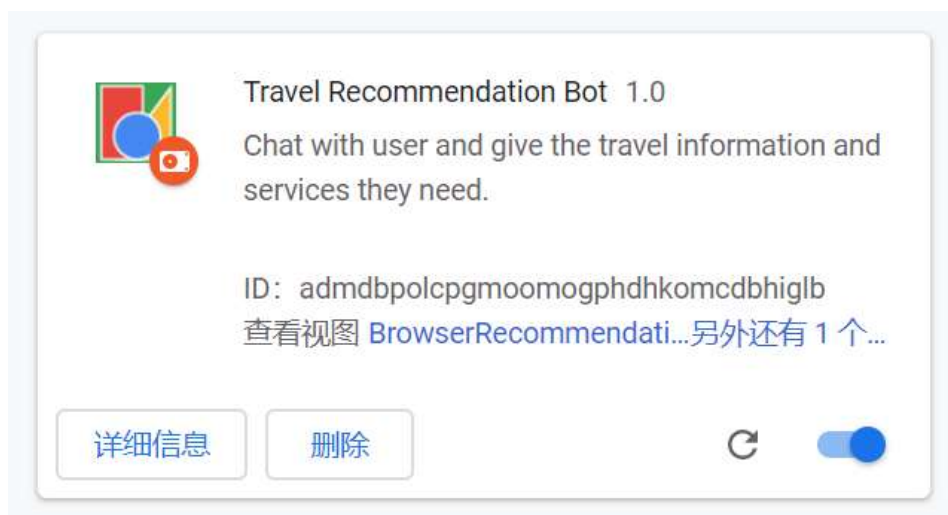 Travel Recommendation Bot 1.0
Chat with user and give the travel information and
services they need.
ID：admdbpolcpgmoomogphdhkomcdbhiglb
查看视图 BrowserRecommendati...另外还有 1 个...
详细信息 删除